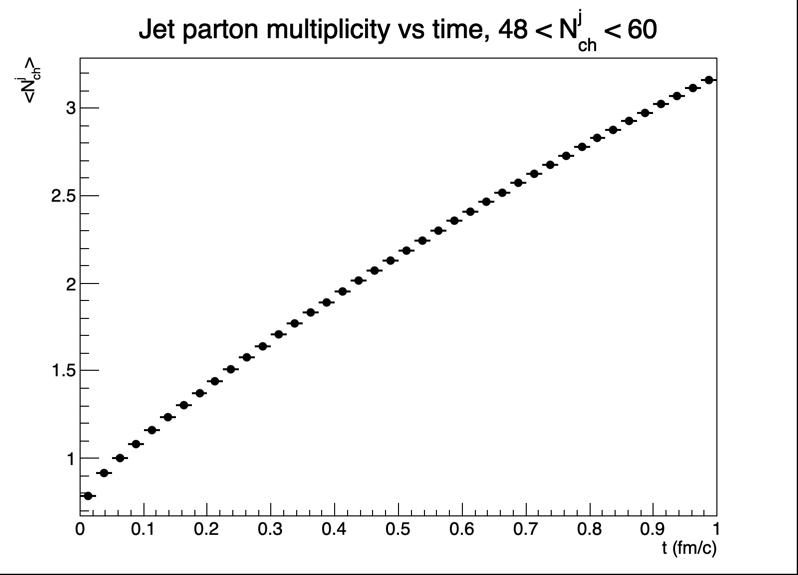 Jet parton multiplicity vs time, 48 < N^j_ch < 60
<N^j_ch>
3
2.5
2
1.5
1
0 0.1 0.2 0.3 0.4 0.5 0.6 0.7 0.8 0.9 1
t (fm/c)